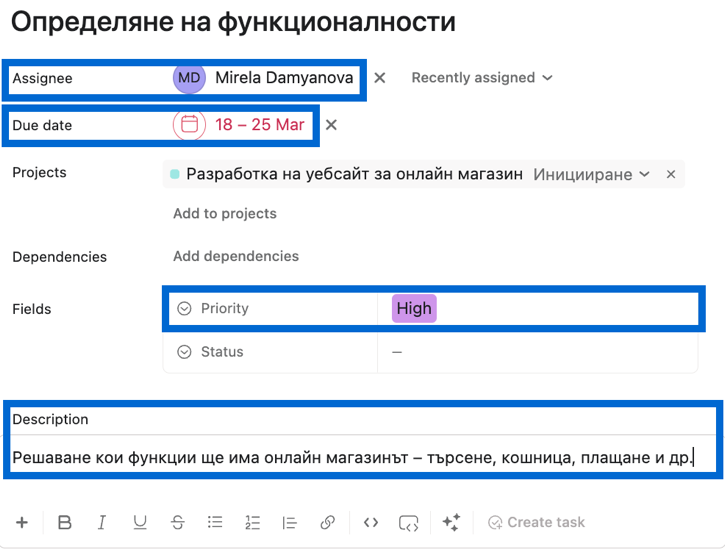 Определяне на функционалности
Assignee MD Mirela Damyanova Recently assigned
Due date 18 – 25 Mar
Projects Разработка на уебсайт за онлайн магазин Иницииране
Add to projects
Dependencies Add dependencies
Fields Priority High
Status –
Description
Решаване кои функции ще има онлайн магазинът – търсене, кошница, плащане и др.
Create task